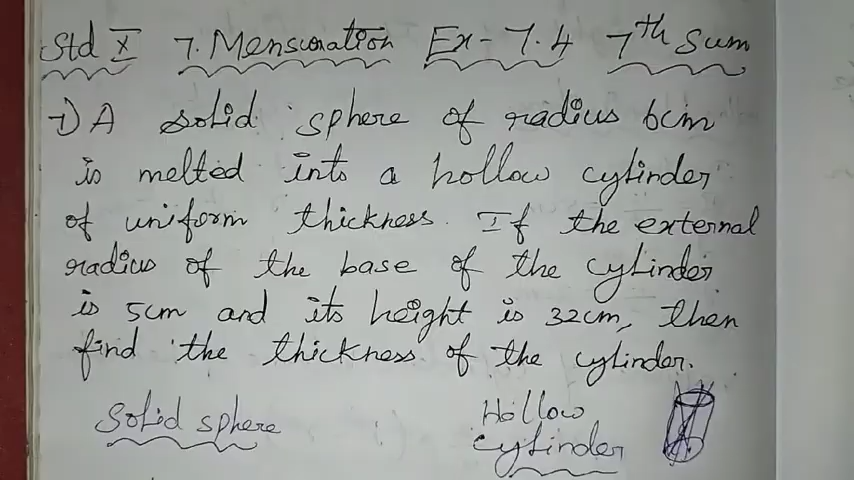 Std X 7. Mensuration Ex-7.4 7th Sum
7) A solid sphere of radius 6cm
is melted into a hollow cylinder
of uniform thickness. If the external
radius of the base of the cylinder
is 5cm and its height is 32cm, then
find the thickness of the cylinder.
Solid sphere Hollow
cylinder